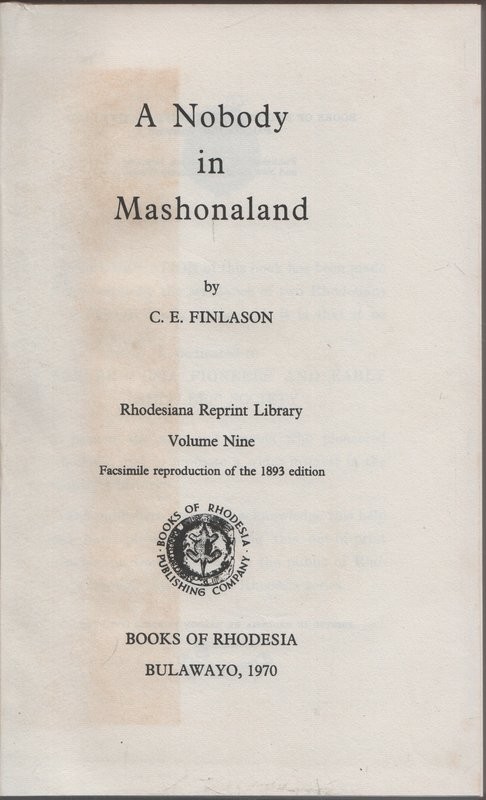 A Nobody
in
Mashonaland
by
C. E. FINLASON
Rhodesiana Reprint Library
Volume Nine
Facsimile reproduction of the 1893 edition
· BOOKS OF RHODESIA ·
PUBLISHING COMPANY
BOOKS OF RHODESIA
BULAWAYO, 1970